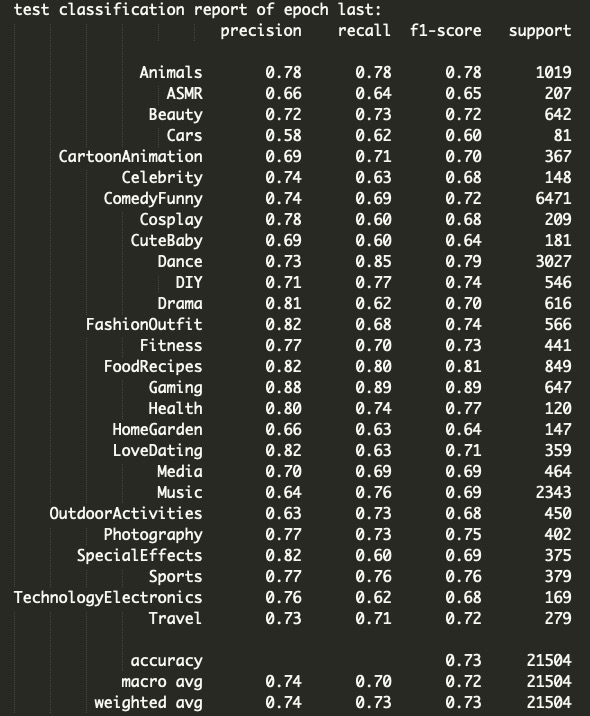 test classification report of epoch last:
precision recall f1-score support
Animals 0.78 0.78 0.78 1019
ASMR 0.66 0.64 0.65 207
Beauty 0.72 0.73 0.72 642
Cars 0.58 0.62 0.60 81
CartoonAnimation 0.69 0.71 0.70 367
Celebrity 0.74 0.63 0.68 148
ComedyFunny 0.74 0.69 0.72 6471
Cosplay 0.78 0.60 0.68 209
CuteBaby 0.69 0.60 0.64 181
Dance 0.73 0.85 0.79 3027
DIY 0.71 0.77 0.74 546
Drama 0.81 0.62 0.70 616
FashionOutfit 0.82 0.68 0.74 566
Fitness 0.77 0.70 0.73 441
FoodRecipes 0.82 0.80 0.81 849
Gaming 0.88 0.89 0.89 647
Health 0.80 0.74 0.77 120
HomeGarden 0.66 0.63 0.64 147
LoveDating 0.82 0.63 0.71 359
Media 0.70 0.69 0.69 464
Music 0.64 0.76 0.69 2343
OutdoorActivities 0.63 0.73 0.68 450
Photography 0.77 0.73 0.75 402
SpecialEffects 0.82 0.60 0.69 375
Sports 0.77 0.76 0.76 379
TechnologyElectronics 0.76 0.62 0.68 169
Travel 0.73 0.71 0.72 279
accuracy 0.73 21504
macro avg 0.74 0.70 0.72 21504
weighted avg 0.74 0.73 0.73 21504